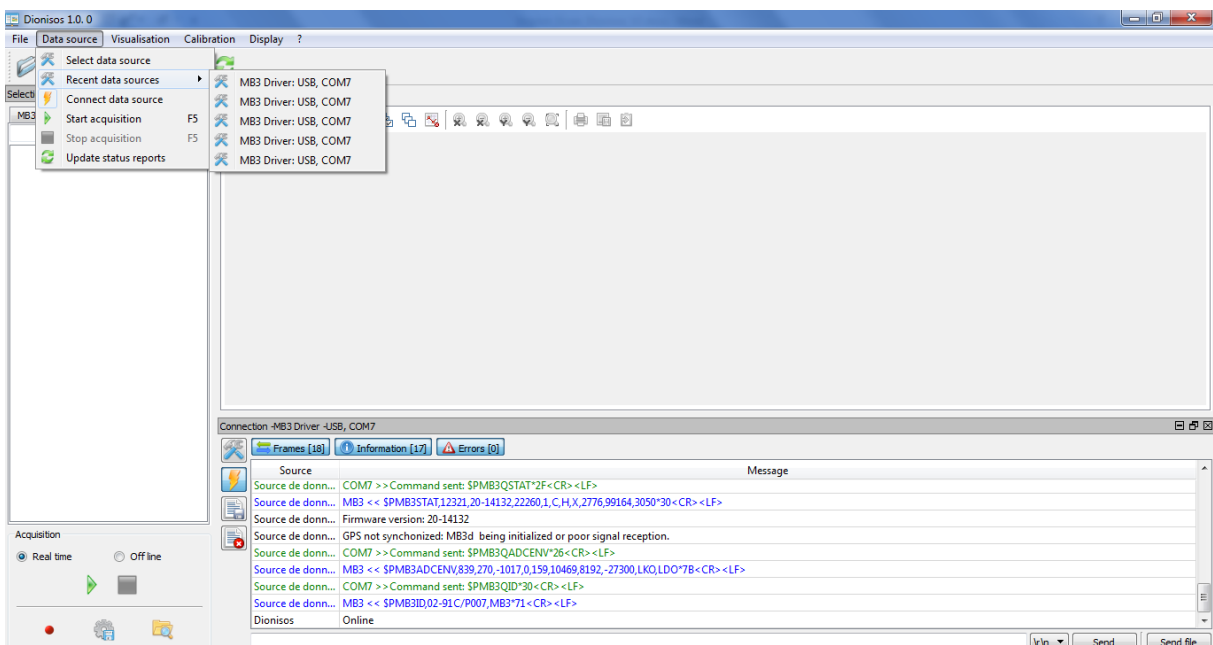 Dionisos 1.0. 0
File Data source Visualisation Calibration Display ?
Select data source
Recent data sources
Connect data source
Start acquisition F5
Stop acquisition F5
Update status reports
MB3 Driver: USB, COM7
MB3 Driver: USB, COM7
MB3 Driver: USB, COM7
MB3 Driver: USB, COM7
MB3 Driver: USB, COM7
Selecti
MB3
Connection -MB3 Driver -USB, COM7
Frames [18] Information [17] Errors [0]
Source Message
Source de donn... COM7 >>Command sent: $PMB3QSTAT*2F<CR><LF>
Source de donn... MB3 << $PMB3STAT,12321,20-14132,22260,1,C,H,X,2776,99164,3050*30<CR><LF>
Source de donn... Firmware version: 20-14132
Source de donn... GPS not synchonized: MB3d being initialized or poor signal reception.
Source de donn... COM7 >>Command sent: $PMB3QADCENV*26<CR><LF>
Source de donn... MB3 << $PMB3ADCENV,839,270,-1017,0,159,10469,8192,-27300,LKO,LDO*7B<CR><LF>
Source de donn... COM7 >>Command sent: $PMB3QID*30<CR><LF>
Source de donn... MB3 << $PMB3ID,02-91C/P007,MB3*71<CR><LF>
Dionisos Online
Acquisition
Real time Off line
\r\n Send Send file